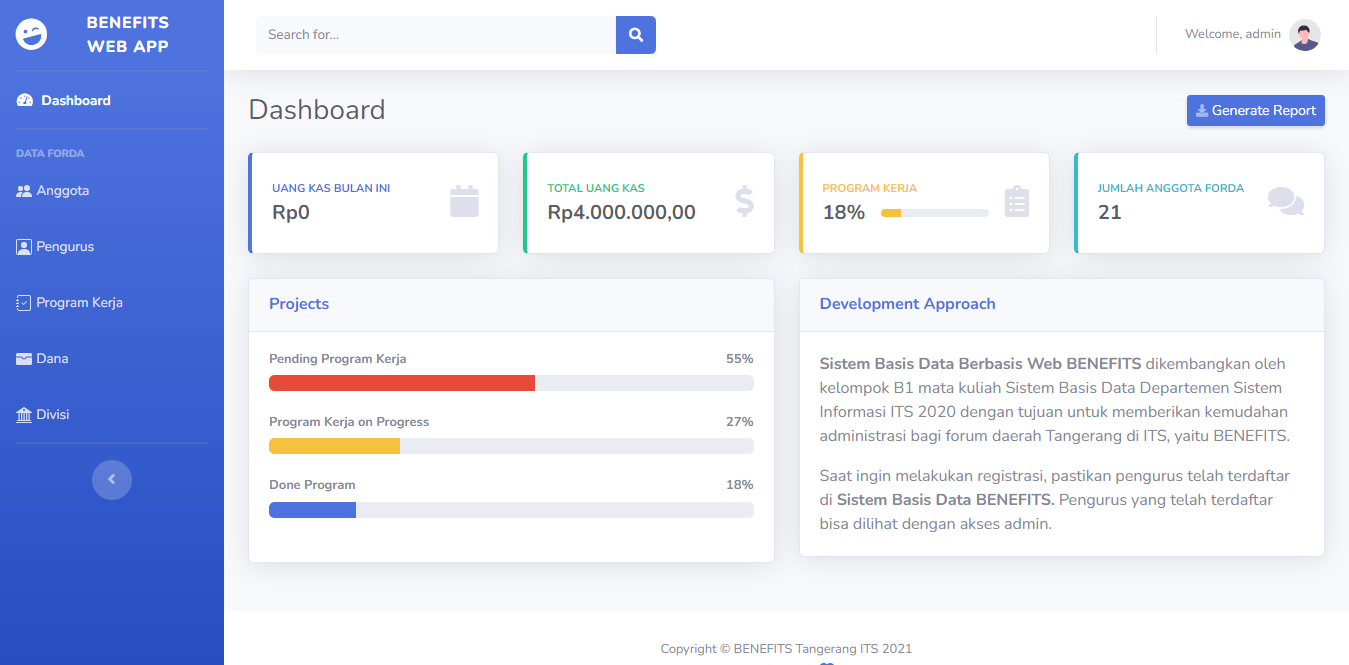 BENEFITS
WEB APP
Search for...
Welcome, admin
Dashboard
DATA FORDA
Anggota
Pengurus
Program Kerja
Dana
Divisi
Dashboard
Generate Report
UANG KAS BULAN INI
Rp0
TOTAL UANG KAS
Rp4.000.000,00
PROGRAM KERJA
18%
JUMLAH ANGGOTA FORDA
21
Projects
Pending Program Kerja 55%
Program Kerja on Progress 27%
Done Program 18%
Development Approach
Sistem Basis Data Berbasis Web BENEFITS dikembangkan oleh
kelompok B1 mata kuliah Sistem Basis Data Departemen Sistem
Informasi ITS 2020 dengan tujuan untuk memberikan kemudahan
administrasi bagi forum daerah Tangerang di ITS, yaitu BENEFITS.
Saat ingin melakukan registrasi, pastikan pengurus telah terdaftar
di Sistem Basis Data BENEFITS. Pengurus yang telah terdaftar
bisa dilihat dengan akses admin.
Copyright © BENEFITS Tangerang ITS 2021